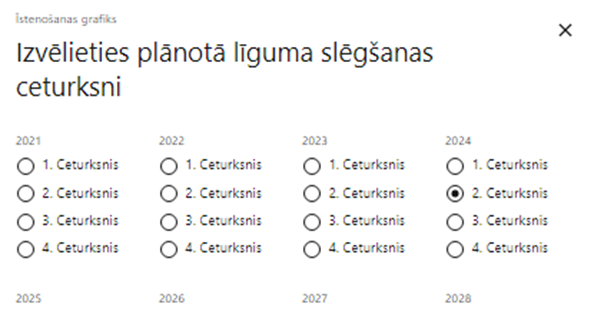 Īstenošanas grafiks
Izvēlieties plānotā līguma slēgšanas
ceturksni
2021 2022 2023 2024
1. Ceturksnis 1. Ceturksnis 1. Ceturksnis 1. Ceturksnis
2. Ceturksnis 2. Ceturksnis 2. Ceturksnis 2. Ceturksnis
3. Ceturksnis 3. Ceturksnis 3. Ceturksnis 3. Ceturksnis
4. Ceturksnis 4. Ceturksnis 4. Ceturksnis 4. Ceturksnis
2025 2026 2027 2028